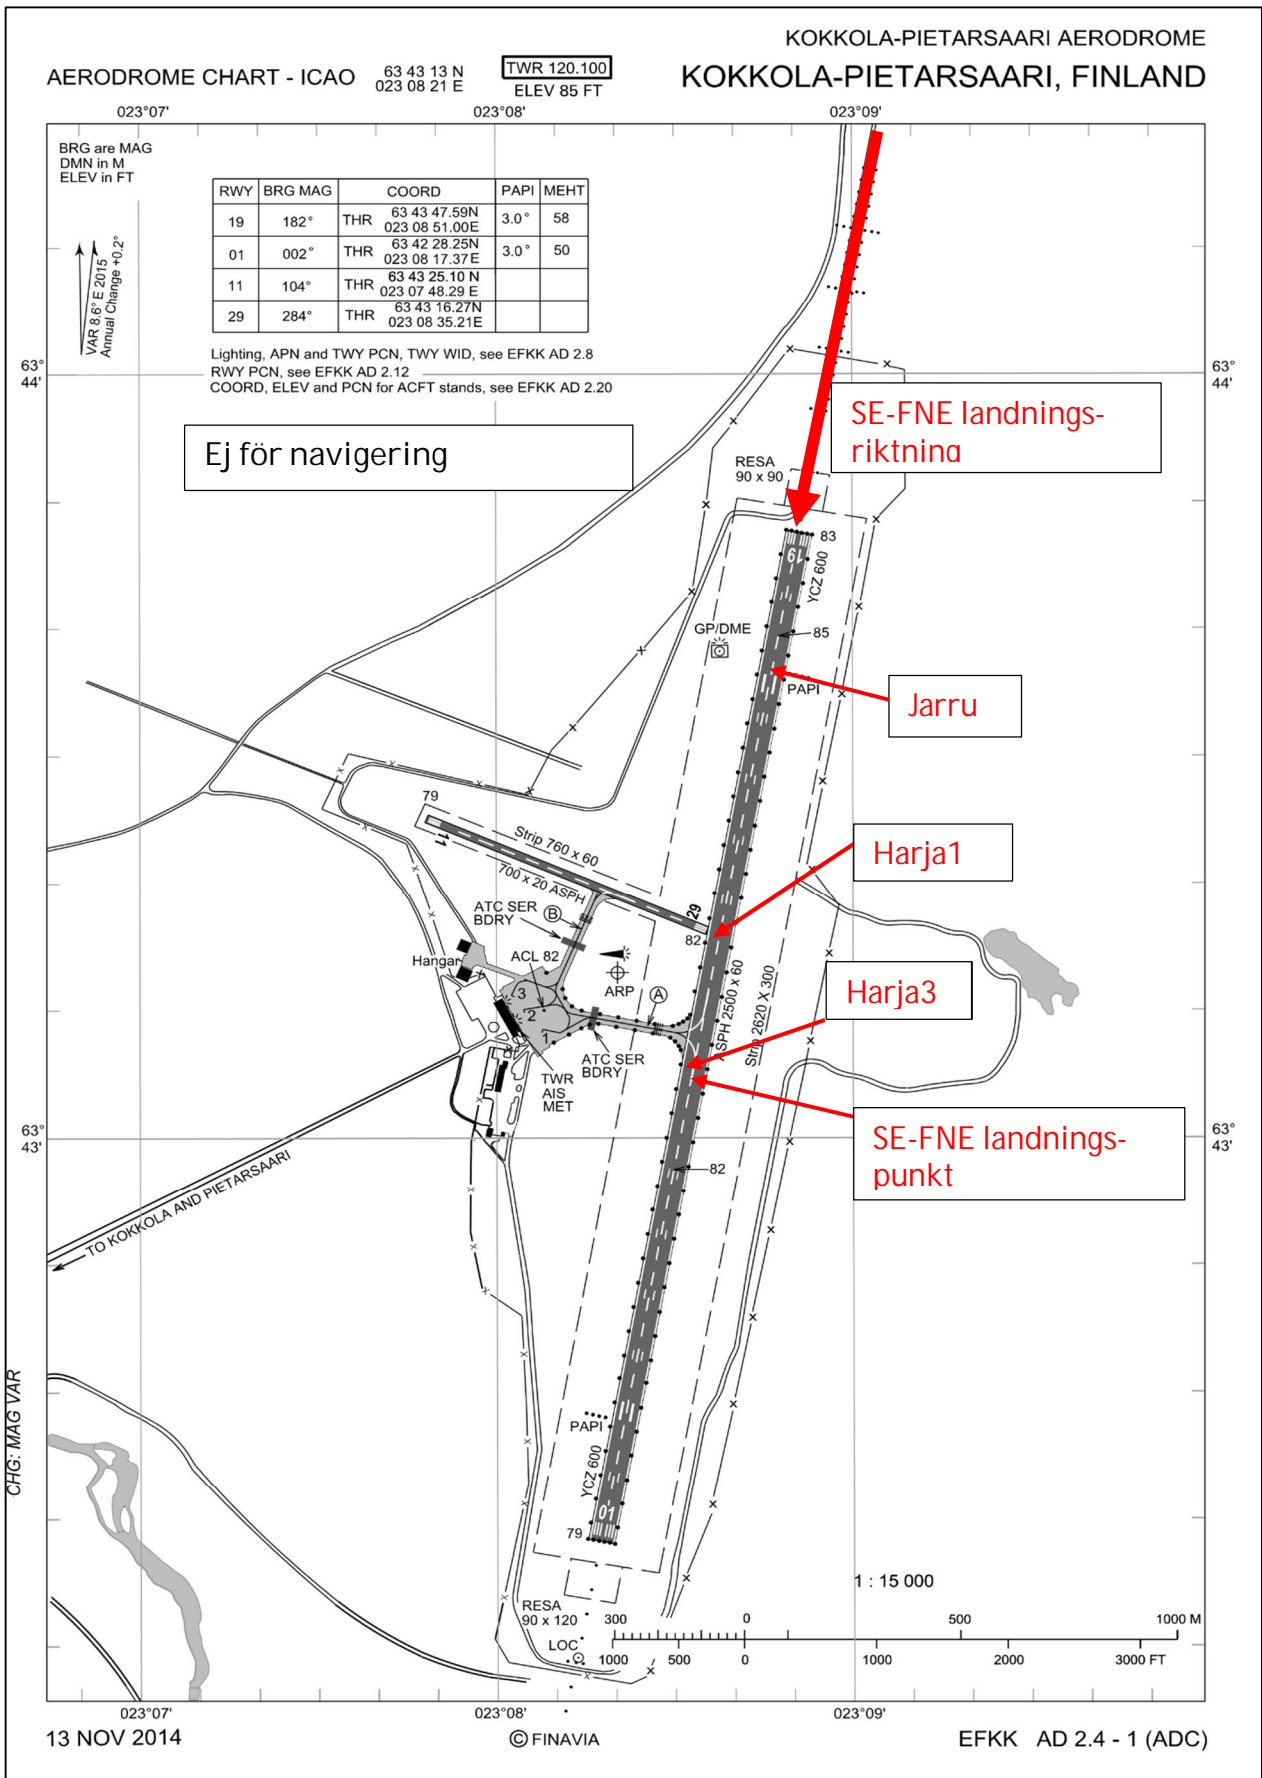 KOKKOLA-PIETARSAARI AERODROME
AERODROME CHART - ICAO
63 43 13 N
023 08 21 E
TWR 120.100
ELEV 85 FT
KOKKOLA-PIETARSAARI, FINLAND
023°07'
023°08'
023°09'
BRG are MAG
DMN in M
ELEV in FT
VAR 8.6° E 2015
Annual Change +0.2°
RWY BRG MAG COORD PAPI MEHT
19 182° THR 63 43 47.59N 023 08 51.00E 3.0° 58
01 002° THR 63 42 28.25N 023 08 17.37E 3.0° 50
11 104° THR 63 43 25.10 N 023 07 48.29 E
29 284° THR 63 43 16.27N 023 08 35.21E
Lighting, APN and TWY PCN, TWY WID, see EFKK AD 2.8
RWY PCN, see EFKK AD 2.12
COORD, ELEV and PCN for ACFT stands, see EFKK AD 2.20
63°
44'
63°
44'
Ej för navigering
SE-FNE landnings-
riktning
RESA
90 x 90
83
19
YCZ 600
85
GP/DME
PAPI
Jarru
79
11
Strip 760 x 60
700 x 20 ASPH
29
82
Harja1
ATC SER
BDRY
B
Hangar
ACL 82
ARP
3
2
1
A
ASPH 2500 x 60
Strip 2620 X 300
Harja3
ATC SER
BDRY
TWR
AIS
MET
63°
43'
63°
43'
SE-FNE landnings-
punkt
82
TO KOKKOLA AND PIETARSAARI
CHG: MAG VAR
PAPI
YCZ 600
01
79
1 : 15 000
RESA
90 x 120
300 0 500 1000 M
LOC
1000 500 0 1000 2000 3000 FT
023°07'
023°08'
023°09'
13 NOV 2014
© FINAVIA
EFKK AD 2.4 - 1 (ADC)